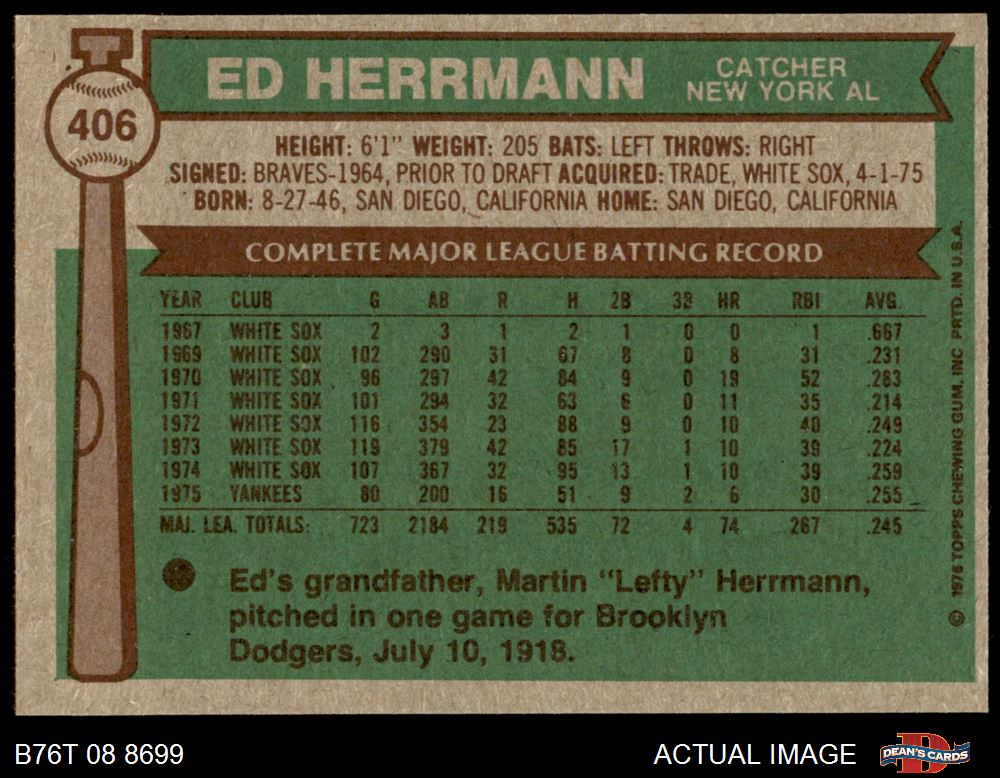 406
ED HERRMANN
CATCHER
NEW YORK AL
HEIGHT: 6'1" WEIGHT: 205 BATS: LEFT THROWS: RIGHT
SIGNED: BRAVES-1964, PRIOR TO DRAFT ACQUIRED: TRADE, WHITE SOX, 4-1-75
BORN: 8-27-46, SAN DIEGO, CALIFORNIA HOME: SAN DIEGO, CALIFORNIA
COMPLETE MAJOR LEAGUE BATTING RECORD
YEAR CLUB G AB R H 2B 3B HR RBI AVG.
1967 WHITE SOX 2 3 1 2 1 0 0 1 .667
1969 WHITE SOX 102 290 31 67 8 0 8 31 .231
1970 WHITE SOX 96 297 42 84 9 0 19 52 .283
1971 WHITE SOX 101 294 32 63 6 0 11 35 .214
1972 WHITE SOX 116 354 23 88 9 0 10 40 .249
1973 WHITE SOX 119 379 42 85 17 1 10 39 .224
1974 WHITE SOX 107 367 32 95 13 1 10 39 .259
1975 YANKEES 80 200 16 51 9 2 6 30 .255
MAJ. LEA. TOTALS: 723 2184 219 535 72 4 74 267 .245
Ed's grandfather, Martin "Lefty" Herrmann,
pitched in one game for Brooklyn
Dodgers, July 10, 1918.
© 1976 TOPPS CHEWING GUM, INC PRTD. IN U.S.A.
B76T 08 8699
ACTUAL IMAGE
DEAN'S CARDS